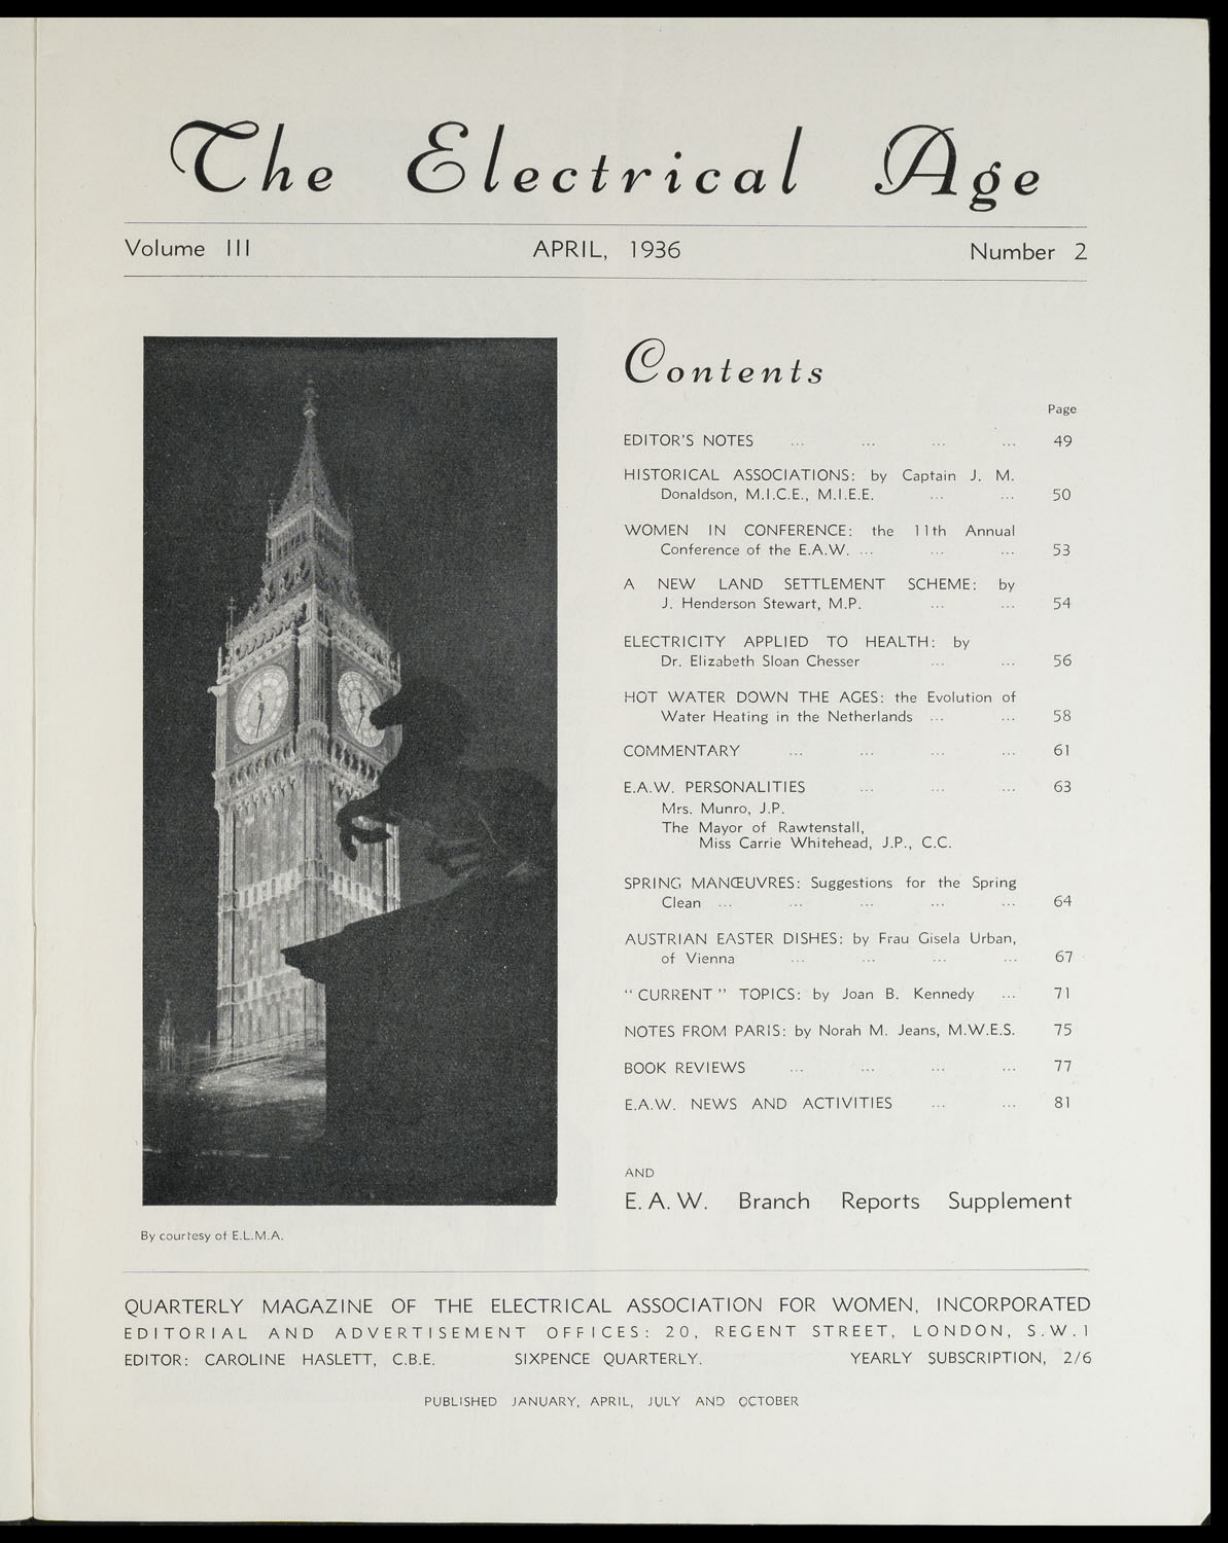 The Electrical Age
Volume III APRIL, 1936 Number 2
Contents
Page
EDITOR'S NOTES ... ... ... ... 49
HISTORICAL ASSOCIATIONS: by Captain J. M.
Donaldson, M.I.C.E., M.I.E.E. ... ... 50
WOMEN IN CONFERENCE: the 11th Annual
Conference of the E.A.W. ... ... ... 53
A NEW LAND SETTLEMENT SCHEME: by
J. Henderson Stewart, M.P. ... ... 54
ELECTRICITY APPLIED TO HEALTH: by
Dr. Elizabeth Sloan Chesser ... ... 56
HOT WATER DOWN THE AGES: the Evolution of
Water Heating in the Netherlands ... ... 58
COMMENTARY ... ... ... ... 61
E.A.W. PERSONALITIES ... ... ... 63
Mrs. Munro, J.P.
The Mayor of Rawtenstall,
Miss Carrie Whitehead, J.P., C.C.
SPRING MANŒUVRES: Suggestions for the Spring
Clean ... ... ... ... ... 64
AUSTRIAN EASTER DISHES: by Frau Gisela Urban,
of Vienna ... ... ... ... 67
"CURRENT" TOPICS: by Joan B. Kennedy ... 71
NOTES FROM PARIS: by Norah M. Jeans, M.W.E.S. 75
BOOK REVIEWS ... ... ... ... 77
E.A.W. NEWS AND ACTIVITIES ... ... 81
AND
E.A.W. Branch Reports Supplement
By courtesy of E.L.M.A.
QUARTERLY MAGAZINE OF THE ELECTRICAL ASSOCIATION FOR WOMEN, INCORPORATED
EDITORIAL AND ADVERTISEMENT OFFICES: 20, REGENT STREET, LONDON, S.W.1
EDITOR: CAROLINE HASLETT, C.B.E. SIXPENCE QUARTERLY. YEARLY SUBSCRIPTION, 2/6
PUBLISHED JANUARY, APRIL, JULY AND OCTOBER